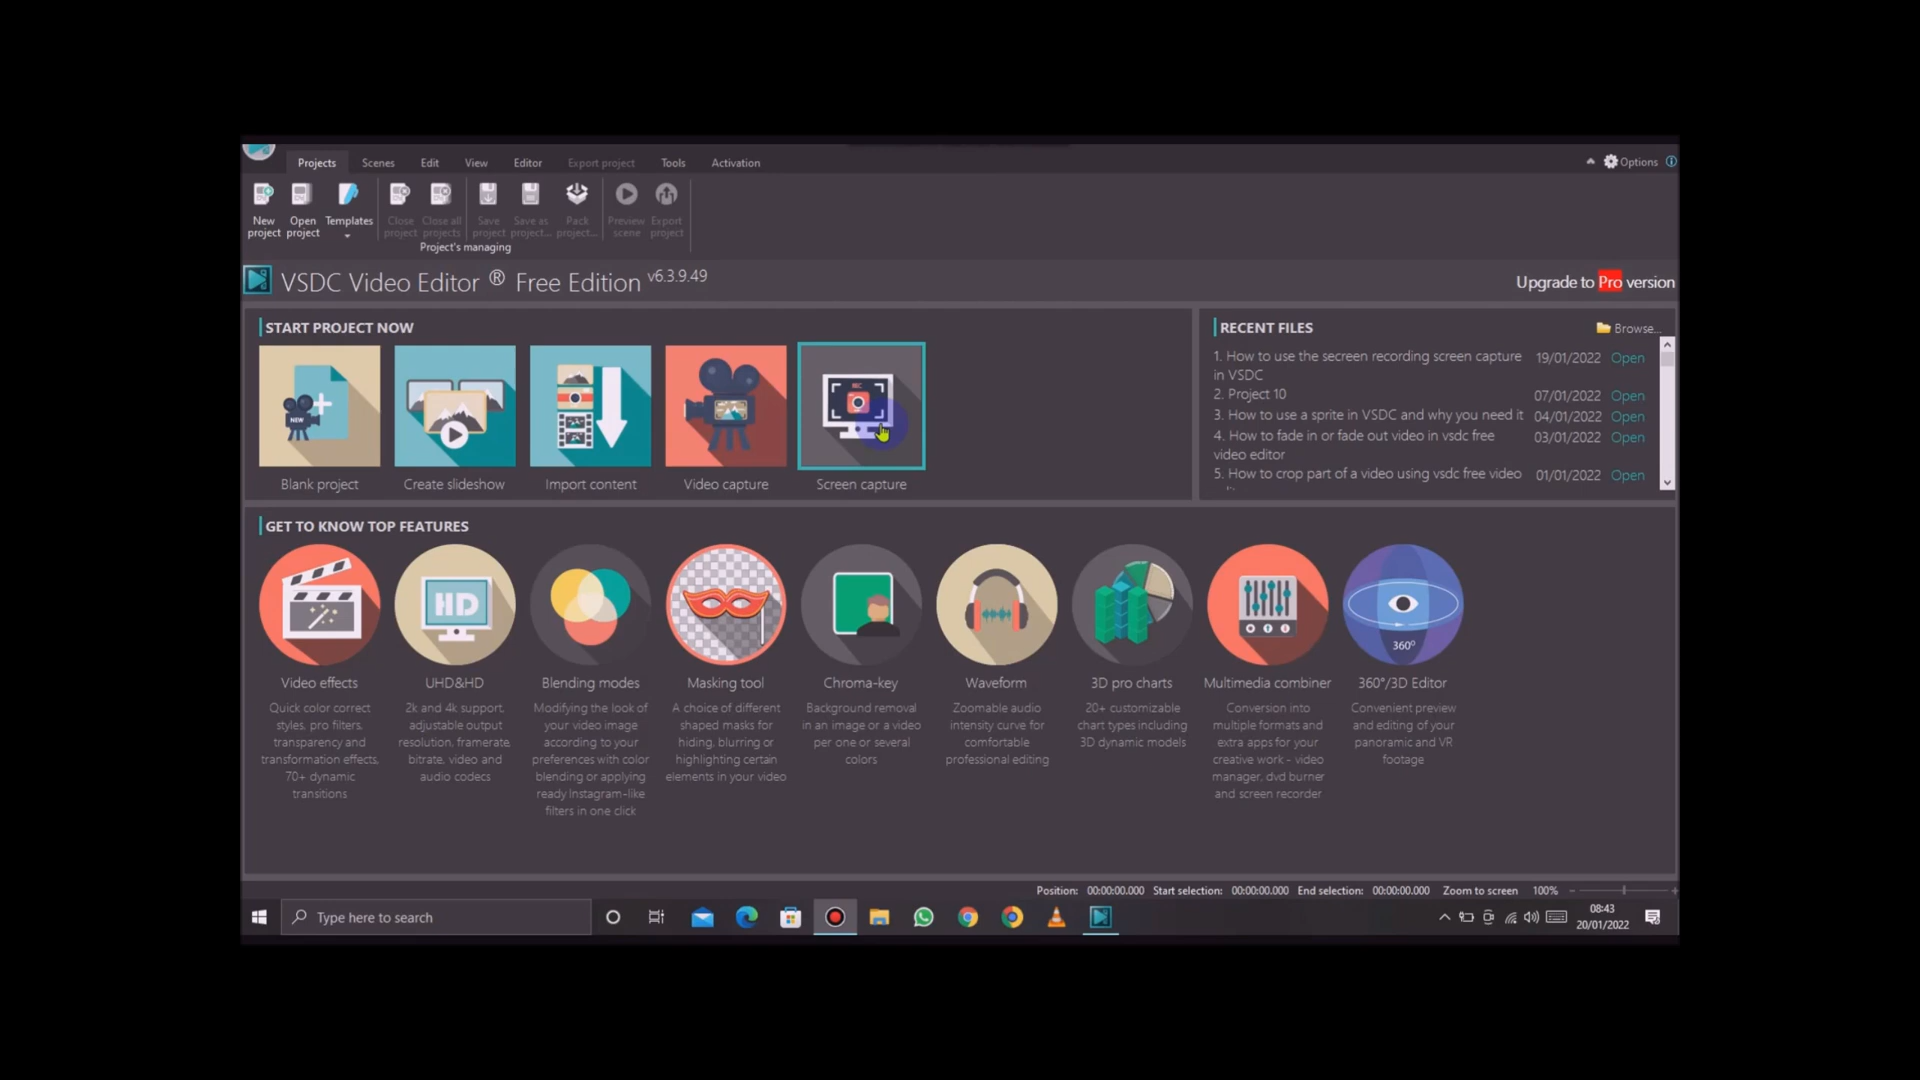 Projects Scenes Edit View Editor Export project Tools Activation Options
New project
Open project
Templates
Close project
Close all projects
Save project
Save as project...
Pack project...
Preview scene
Export project
Project's managing
VSDC Video Editor ® Free Edition v6.3.9.49
Upgrade to Pro version
START PROJECT NOW
NEW
REC
Blank project
Create slideshow
Import content
Video capture
Screen capture
RECENT FILES
Browse...
1. How to use the secreen recording screen capture 19/01/2022 Open
in VSDC
2. Project 10 07/01/2022 Open
3. How to use a sprite in VSDC and why you need it 04/01/2022 Open
4. How to fade in or fade out video in vsdc free 03/01/2022 Open
video editor
5. How to crop part of a video using vsdc free video 01/01/2022 Open
GET TO KNOW TOP FEATURES
HD
360°
Video effects
Quick color correct
styles, pro filters,
transparency and
transformation effects,
70+ dynamic
transitions
UHD&HD
2k and 4k support,
adjustable output
resolution, framerate,
bitrate, video and
audio codecs
Blending modes
Modifying the look of
your video image
according to your
preferences with color
blending or applying
ready Instagram-like
filters in one click
Masking tool
A choice of different
shaped masks for
hiding, blurring or
highlighting certain
elements in your video
Chroma-key
Background removal
in an image or a video
per one or several
colors
Waveform
Zoomable audio
intensity curve for
comfortable
professional editing
3D pro charts
20+ customizable
chart types including
3D dynamic models
Multimedia combiner
Conversion into
multiple formats and
extra apps for your
creative work - video
manager, dvd burner
and screen recorder
360°/3D Editor
Convenient preview
and editing of your
panoramic and VR
footage
Position: 00:00:00.000 Start selection: 00:00:00.000 End selection: 00:00:00.000 Zoom to screen 100%
Type here to search
08:43
20/01/2022